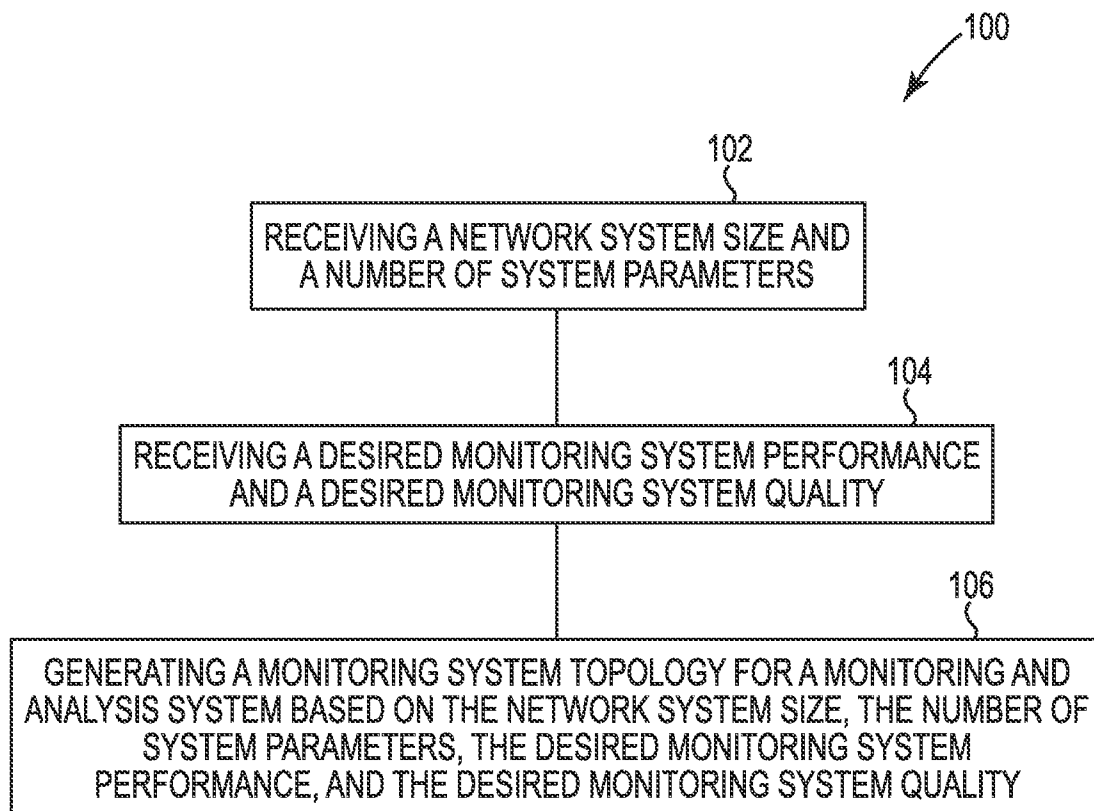 100
102
RECEIVING A NETWORK SYSTEM SIZE AND
A NUMBER OF SYSTEM PARAMETERS
104
RECEIVING A DESIRED MONITORING SYSTEM PERFORMANCE
AND A DESIRED MONITORING SYSTEM QUALITY
106
GENERATING A MONITORING SYSTEM TOPOLOGY FOR A MONITORING AND
ANALYSIS SYSTEM BASED ON THE NETWORK SYSTEM SIZE, THE NUMBER OF
SYSTEM PARAMETERS, THE DESIRED MONITORING SYSTEM
PERFORMANCE, AND THE DESIRED MONITORING SYSTEM QUALITY